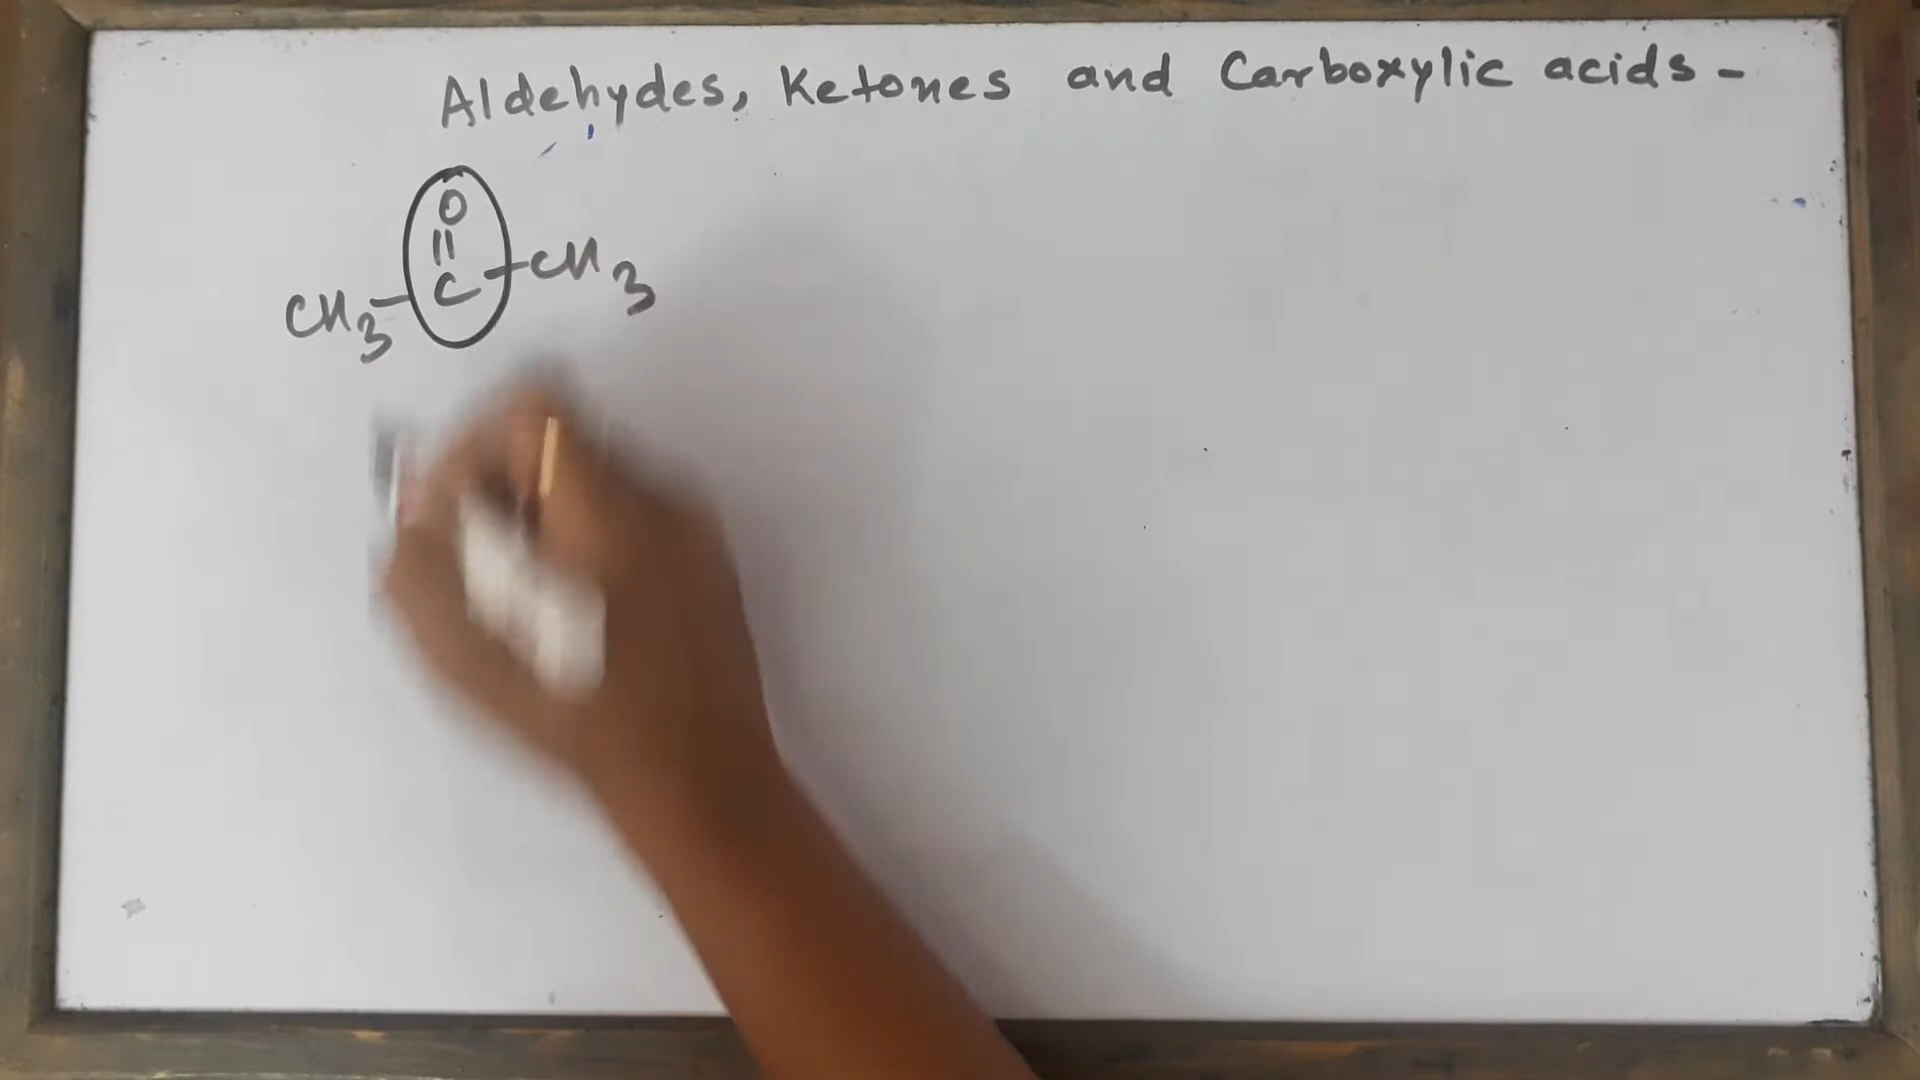 Aldehydes, Ketones and Carboxylic acids -
O
||
CH3-C-CH3